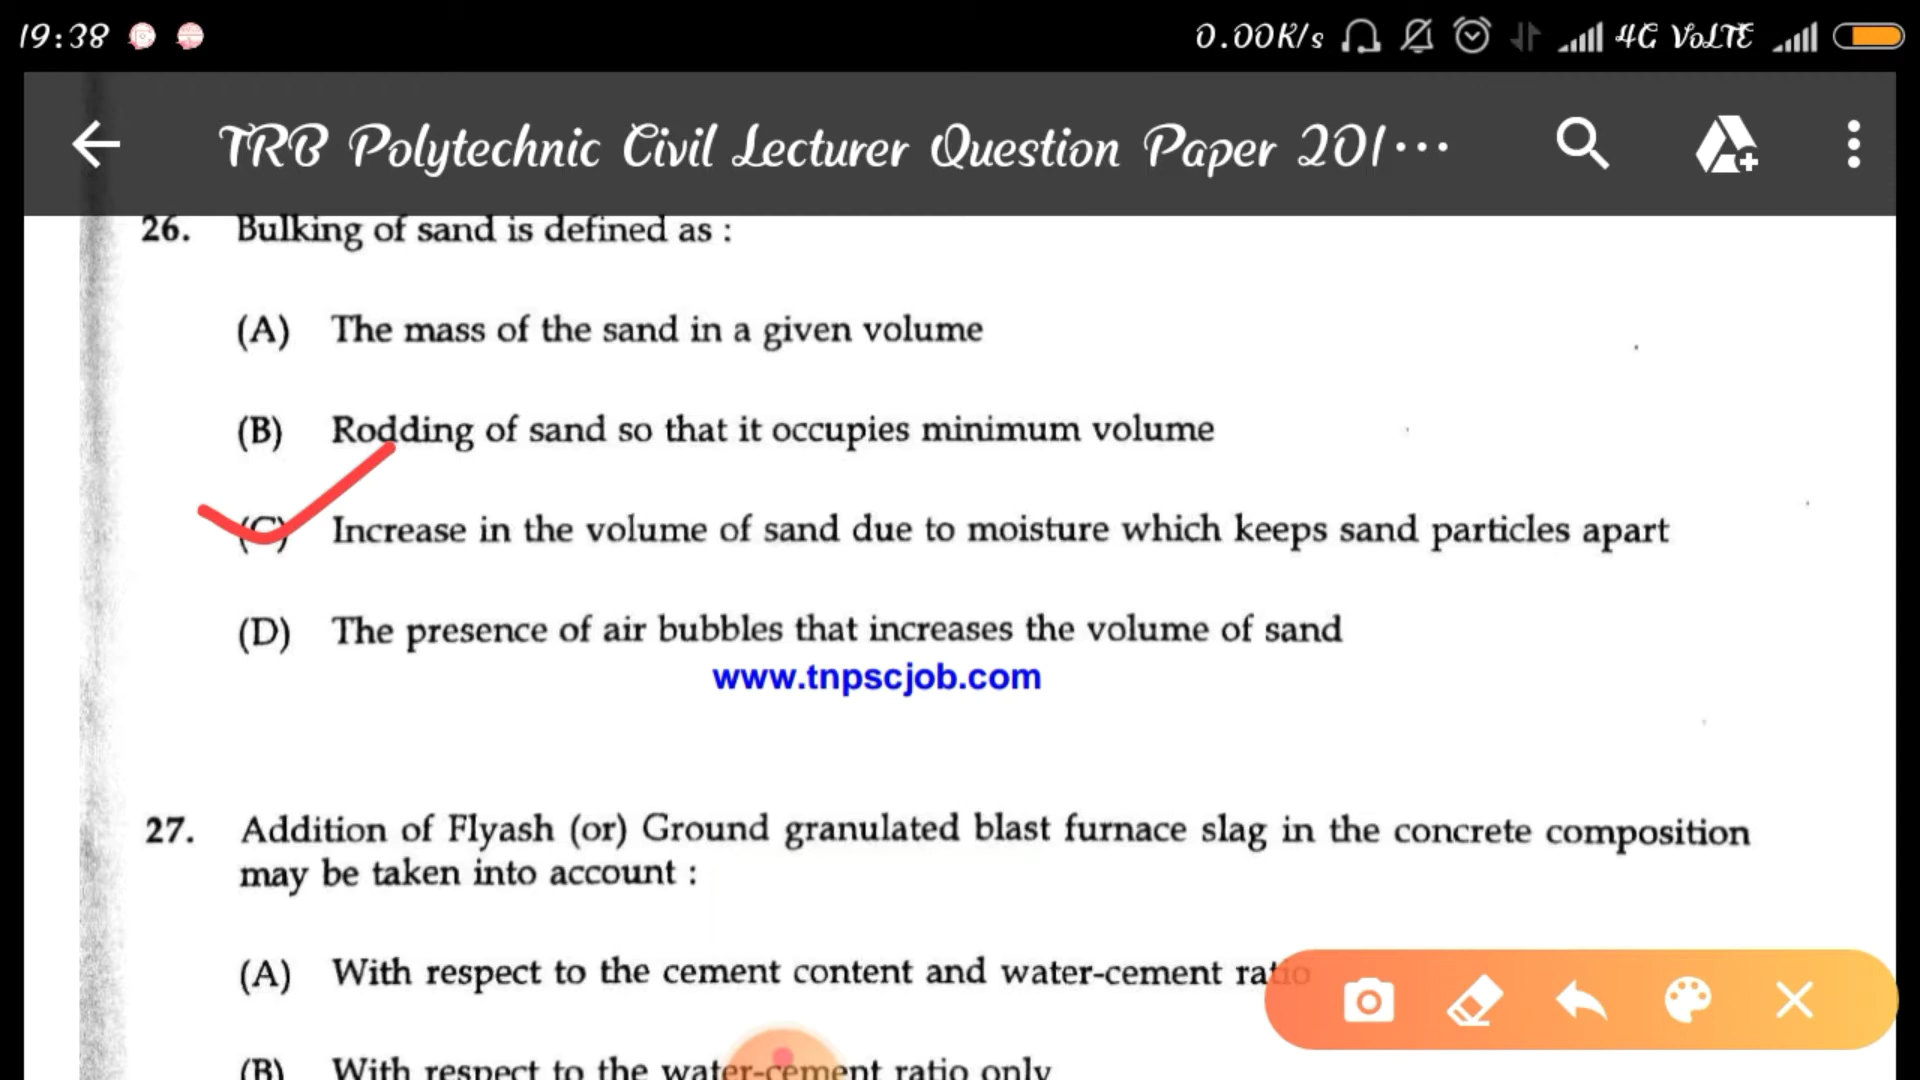 19:38 0.00K/s 4G VoLTE
TRB Polytechnic Civil Lecturer Question Paper 201...
26. Bulking of sand is defined as :
(A) The mass of the sand in a given volume
(B) Rodding of sand so that it occupies minimum volume
(C) Increase in the volume of sand due to moisture which keeps sand particles apart
(D) The presence of air bubbles that increases the volume of sand
www.tnpscjob.com
27. Addition of Flyash (or) Ground granulated blast furnace slag in the concrete composition
may be taken into account :
(A) With respect to the cement content and water-cement ratio
(B) With respect to the water-cement ratio only